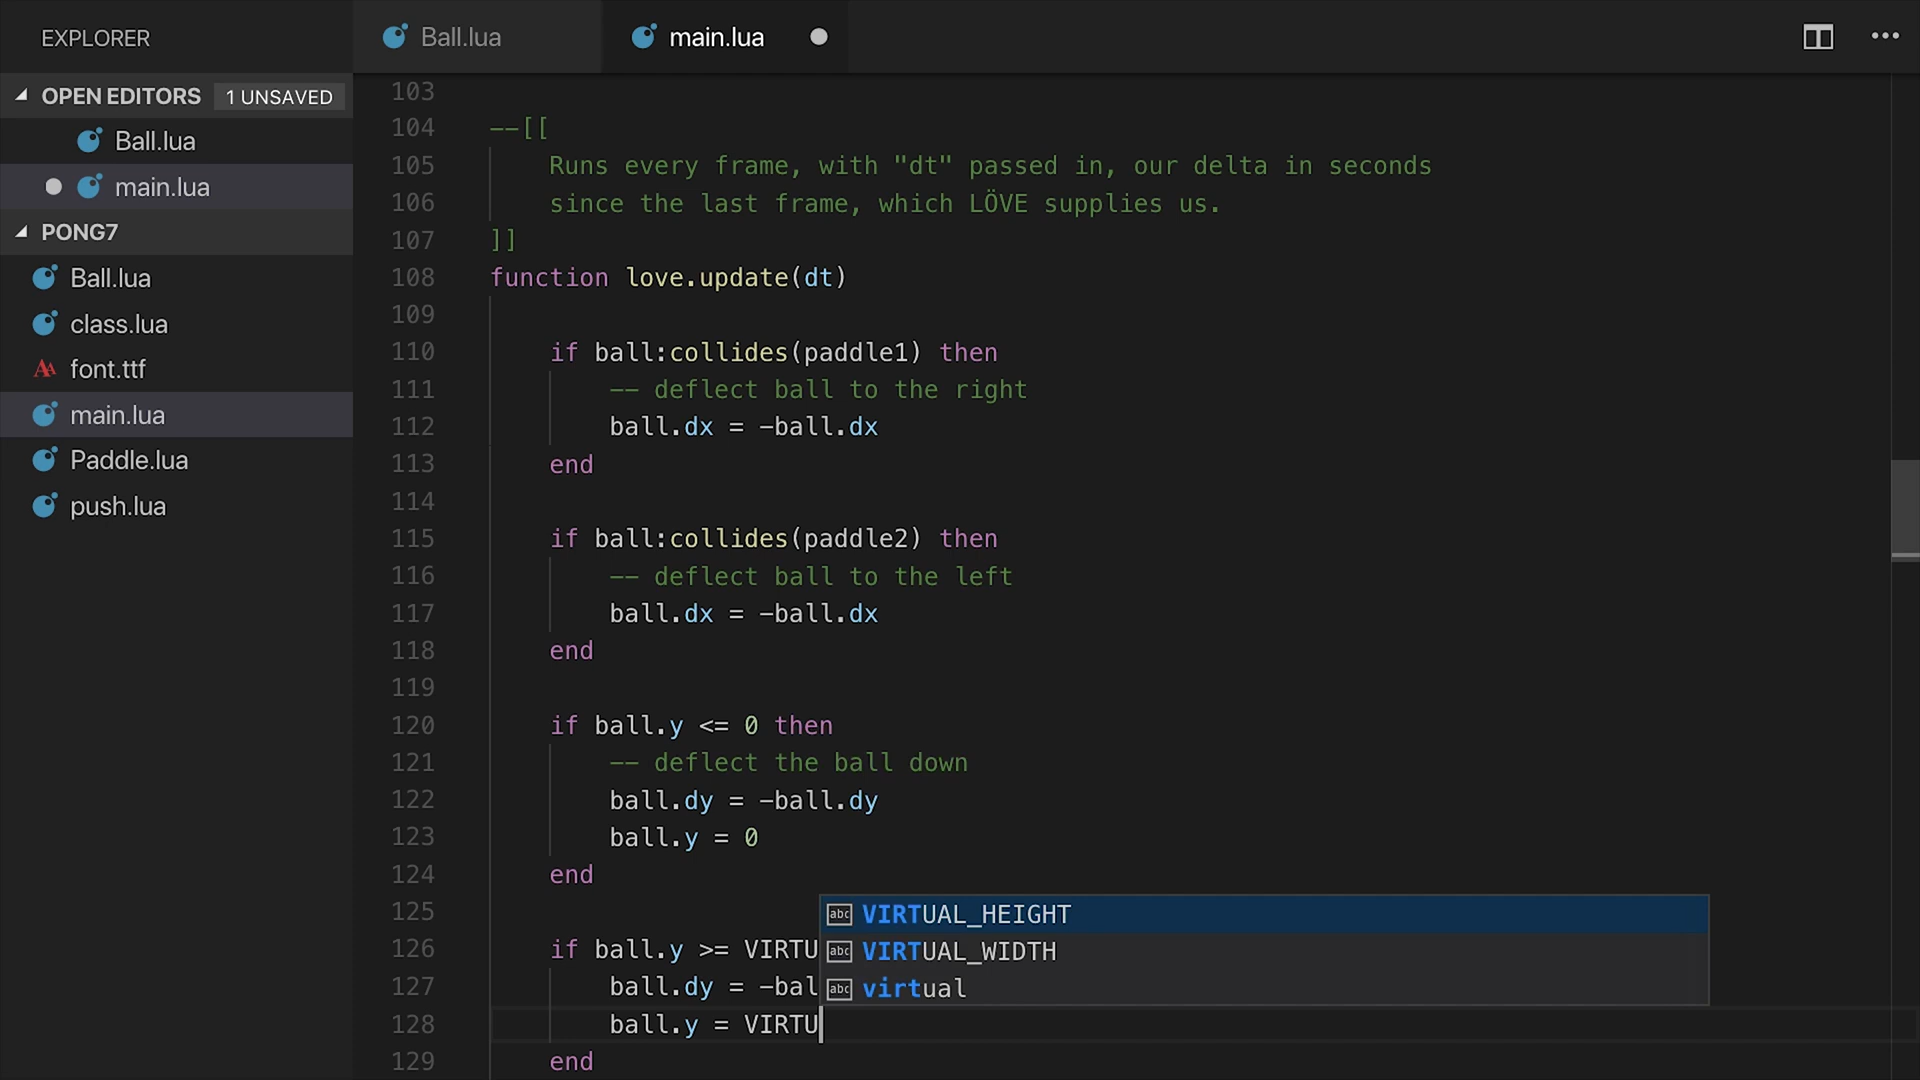 EXPLORER
Ball.lua
main.lua
OPEN EDITORS 1 UNSAVED
Ball.lua
main.lua
PONG7
Ball.lua
class.lua
font.ttf
main.lua
Paddle.lua
push.lua
103
104 --[[
105 Runs every frame, with "dt" passed in, our delta in seconds
106 since the last frame, which LÖVE supplies us.
107 ]]
108 function love.update(dt)
109
110 if ball:collides(paddle1) then
111 -- deflect ball to the right
112 ball.dx = -ball.dx
113 end
114
115 if ball:collides(paddle2) then
116 -- deflect ball to the left
117 ball.dx = -ball.dx
118 end
119
120 if ball.y <= 0 then
121 -- deflect the ball down
122 ball.dy = -ball.dy
123 ball.y = 0
124 end
125
126 if ball.y >= VIRTU
127 ball.dy = -bal
128 ball.y = VIRTU
129 end
abc VIRTUAL_HEIGHT
abc VIRTUAL_WIDTH
abc virtual